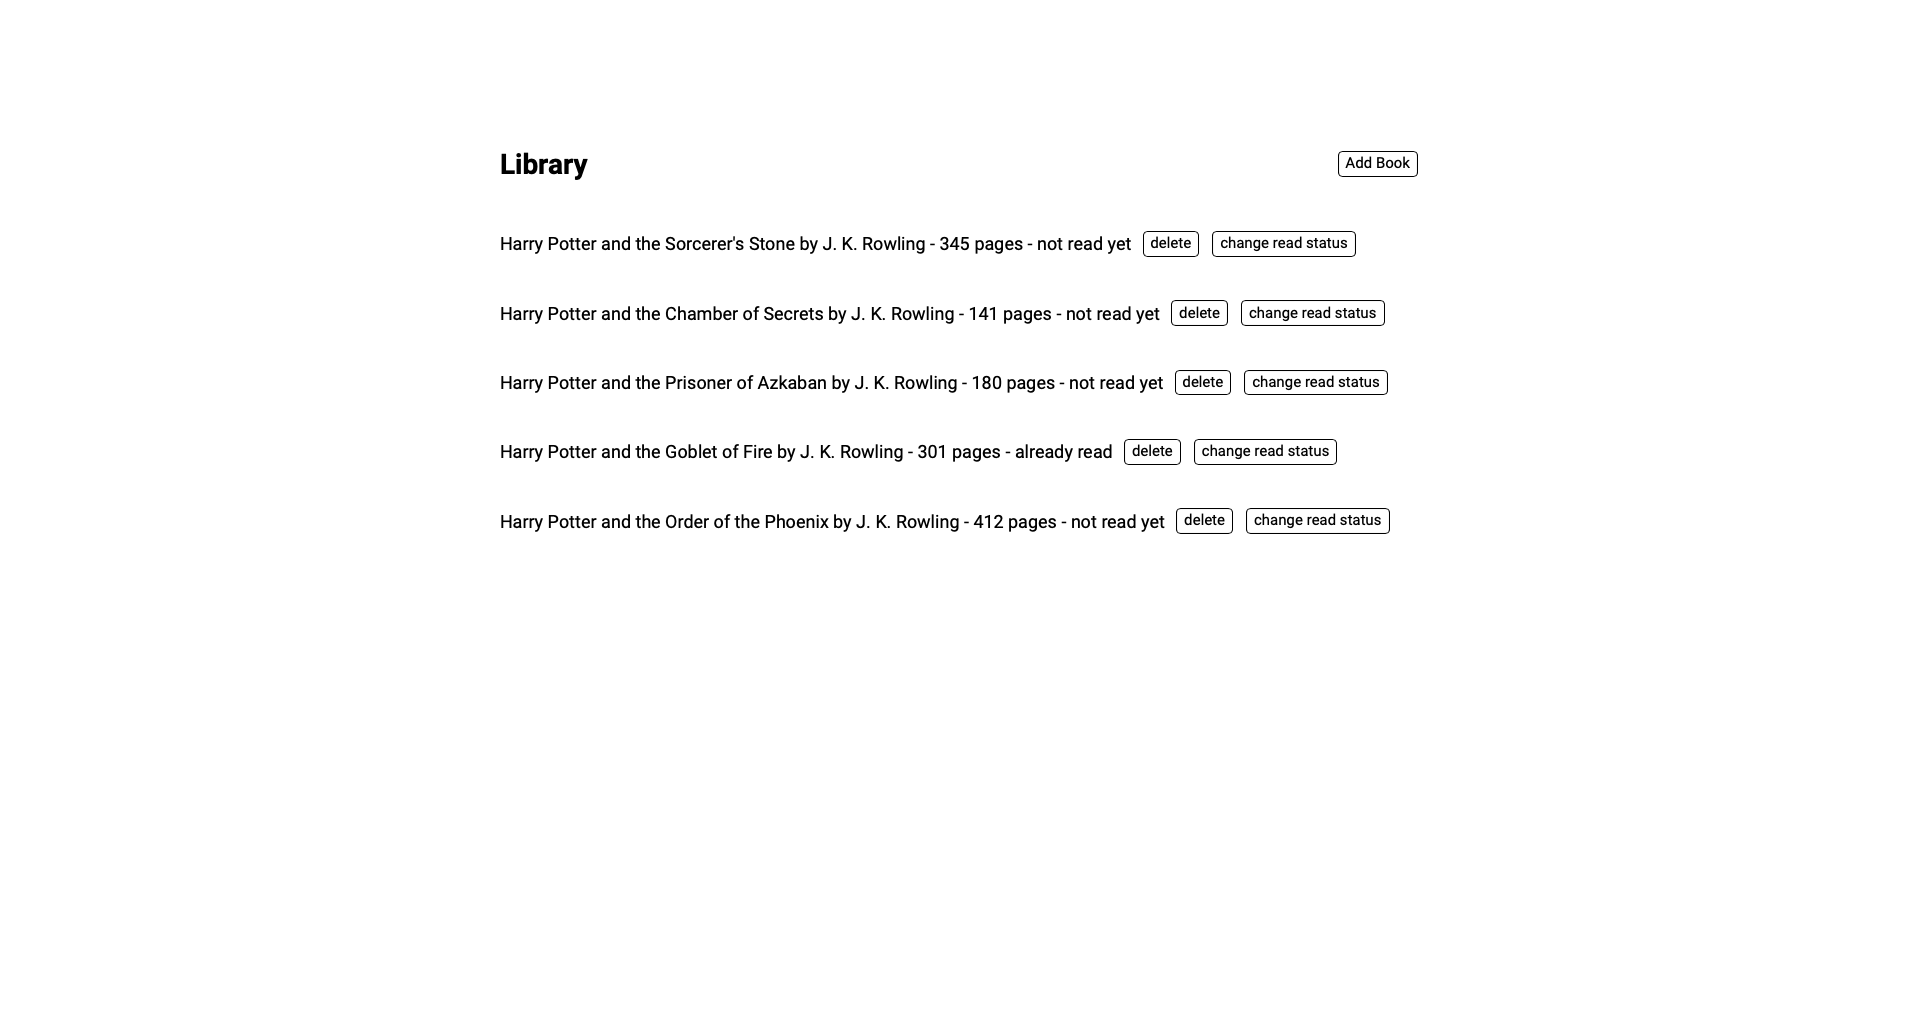 Library Add Book
Harry Potter and the Sorcerer's Stone by J. K. Rowling - 345 pages - not read yet delete change read status
Harry Potter and the Chamber of Secrets by J. K. Rowling - 141 pages - not read yet delete change read status
Harry Potter and the Prisoner of Azkaban by J. K. Rowling - 180 pages - not read yet delete change read status
Harry Potter and the Goblet of Fire by J. K. Rowling - 301 pages - already read delete change read status
Harry Potter and the Order of the Phoenix by J. K. Rowling - 412 pages - not read yet delete change read status